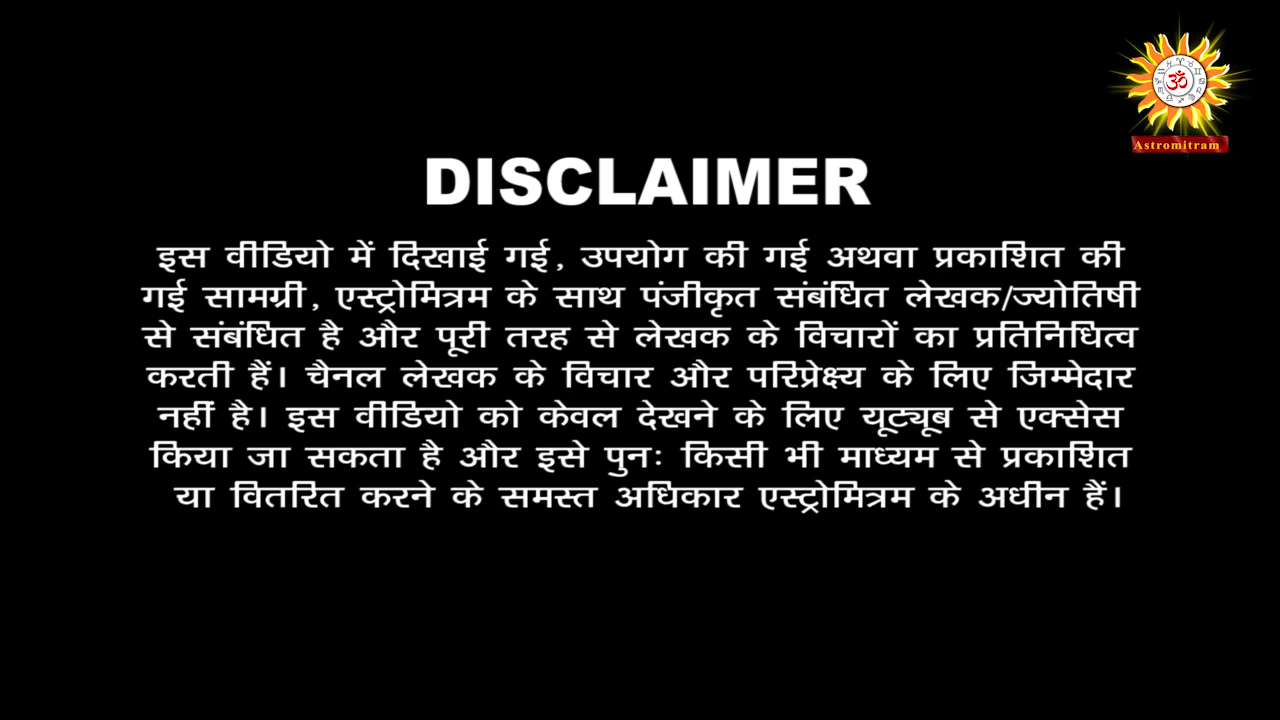 Astromitram
DISCLAIMER
इस वीडियो में दिखाई गई, उपयोग की गई अथवा प्रकाशित की
गई सामग्री, एस्ट्रोमित्रम के साथ पंजीकृत संबंधित लेखक/ज्योतिषी
से संबंधित है और पूरी तरह से लेखक के विचारों का प्रतिनिधित्व
करती हैं। चैनल लेखक के विचार और परिप्रेक्ष्य के लिए जिम्मेदार
नहीं है। इस वीडियो को केवल देखने के लिए यूट्यूब से एक्सेस
किया जा सकता है और इसे पुनः किसी भी माध्यम से प्रकाशित
या वितरित करने के समस्त अधिकार एस्ट्रोमित्रम के अधीन हैं।